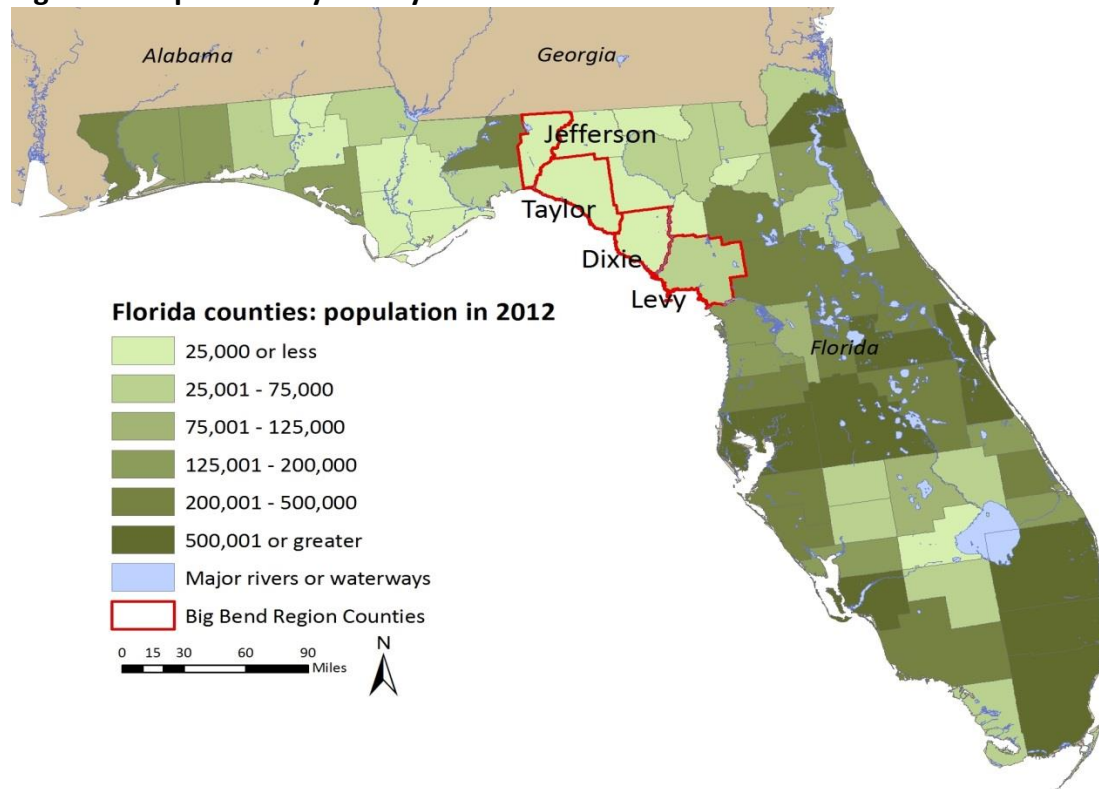 Alabama
Georgia
Jefferson
Taylor
Dixie
Levy
Florida
Florida counties: population in 2012
25,000 or less
25,001 - 75,000
75,001 - 125,000
125,001 - 200,000
200,001 - 500,000
500,001 or greater
Major rivers or waterways
Big Bend Region Counties
N
0 15 30 60 90
Miles